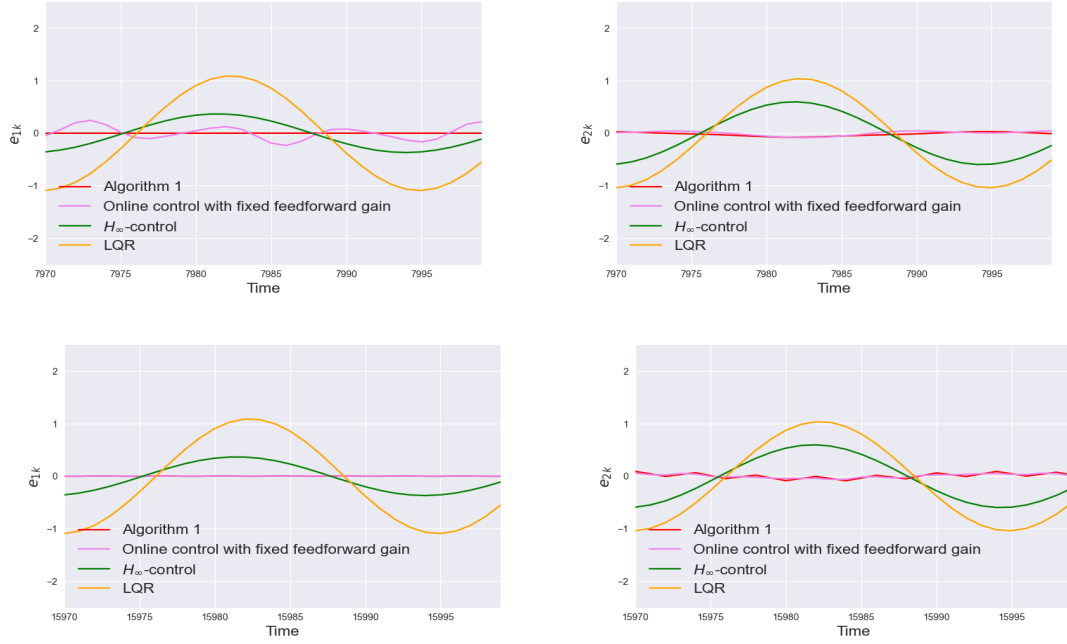 2
1
0
−1
−2
e1k
Algorithm 1
Online control with fixed feedforward gain
H∞-control
LQR
7970 7975 7980 7985 7990 7995
Time
2
1
0
−1
−2
e2k
Algorithm 1
Online control with fixed feedforward gain
H∞-control
LQR
7970 7975 7980 7985 7990 7995
Time
2
1
0
−1
−2
e1k
Algorithm 1
Online control with fixed feedforward gain
H∞-control
LQR
15970 15975 15980 15985 15990 15995
Time
2
1
0
−1
−2
e2k
Algorithm 1
Online control with fixed feedforward gain
H∞-control
LQR
15970 15975 15980 15985 15990 15995
Time